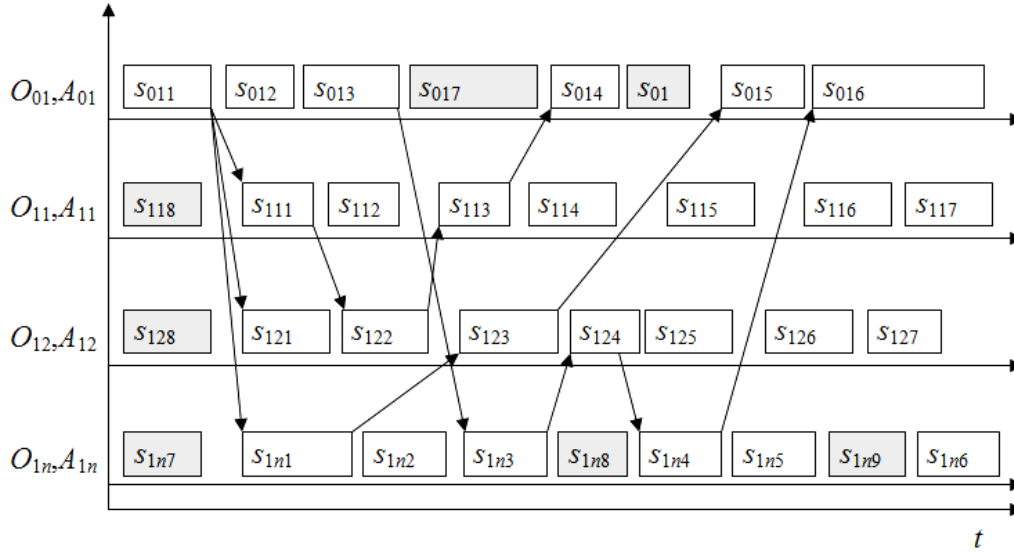 O01,A01 s011 s012 s013 s017 s014 s01 s015 s016
O11,A11 s118 s111 s112 s113 s114 s115 s116 s117
O12,A12 s128 s121 s122 s123 s124 s125 s126 s127
O1n,A1n s1n7 s1n1 s1n2 s1n3 s1n8 s1n4 s1n5 s1n9 s1n6
t